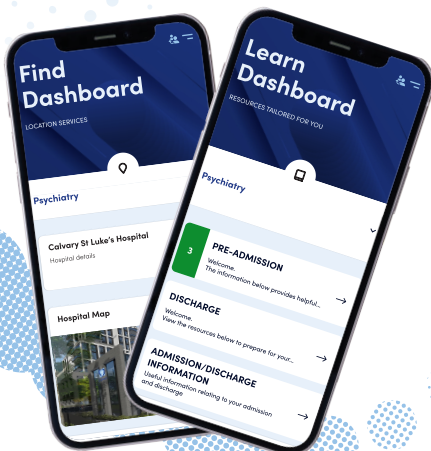 Find
Dashboard
LOCATION SERVICES
Psychiatry
Calvary St Luke's Hospital
Hospital details
Hospital Map
Learn
Dashboard
RESOURCES TAILORED FOR YOU
Psychiatry
3
PRE-ADMISSION
Welcome.
The information below provides helpful...
DISCHARGE
Welcome.
View the resources below to prepare for your...
ADMISSION/DISCHARGE
INFORMATION
Useful information relating to your admission
and discharge